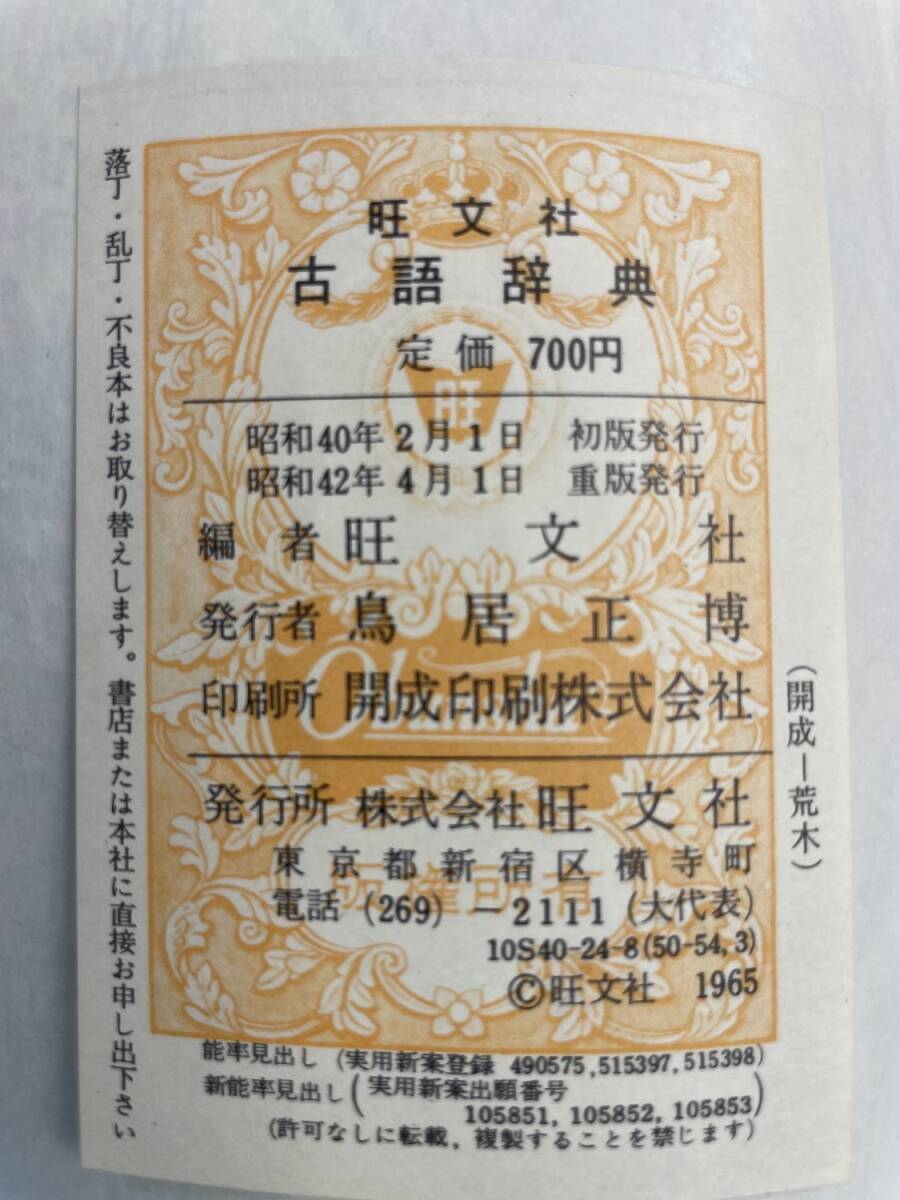 旺文社
古語辞典
定価 700円
昭和40年2月1日 初版発行
昭和42年4月1日 重版発行
編者 旺文社
発行者 鳥居正博
印刷所 開成印刷株式会社
発行所 株式会社 旺文社
東京都新宿区横寺町
電話 (269) -2111 (大代表)
10S40-24-8(50-54,3)
©旺文社 1965
能率見出し (実用新案登録 490575,515397,515398)
新能率見出し(実用新案出願番号
105851, 105852, 105853)
(許可なしに転載, 複製することを禁じます)
(開成—荒木)
落丁・乱丁・不良本はお取り替えします。書店または本社に直接お申し出下さい
旺
Obunsha
版権所有